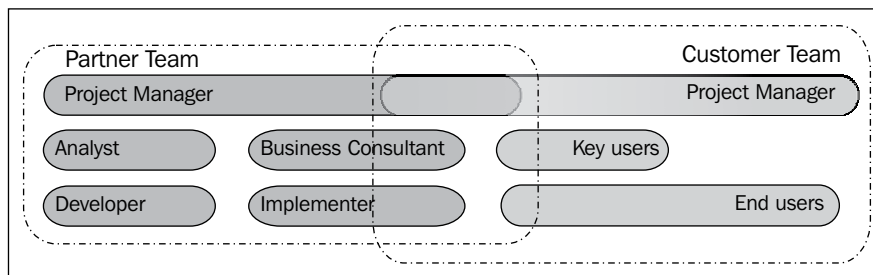 Partner Team
Customer Team
Project Manager
Project Manager
Analyst
Business Consultant
Key users
Developer
Implementer
End users